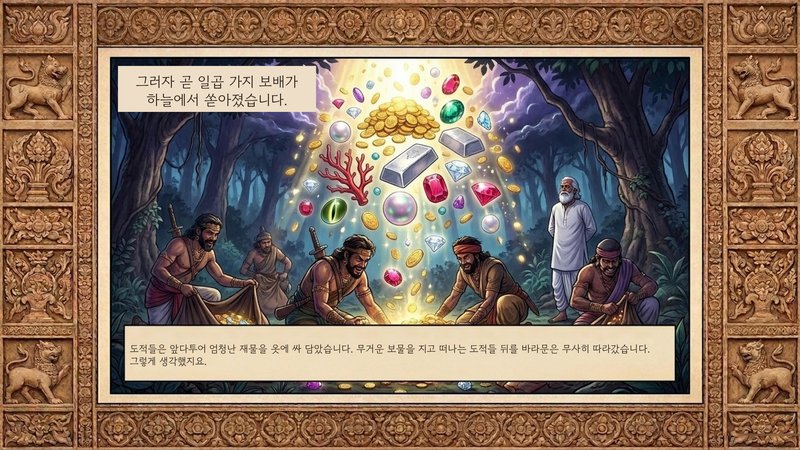 그러자 곧 일곱 가지 보배가
하늘에서 쏟아졌습니다.
도적들은 앞다투어 엄청난 재물을 옷에 싸 담았습니다. 무거운 보물을 지고 떠나는 도적들 뒤를 바라문은 무사히 따라갔습니다.
그렇게 생각했지요.